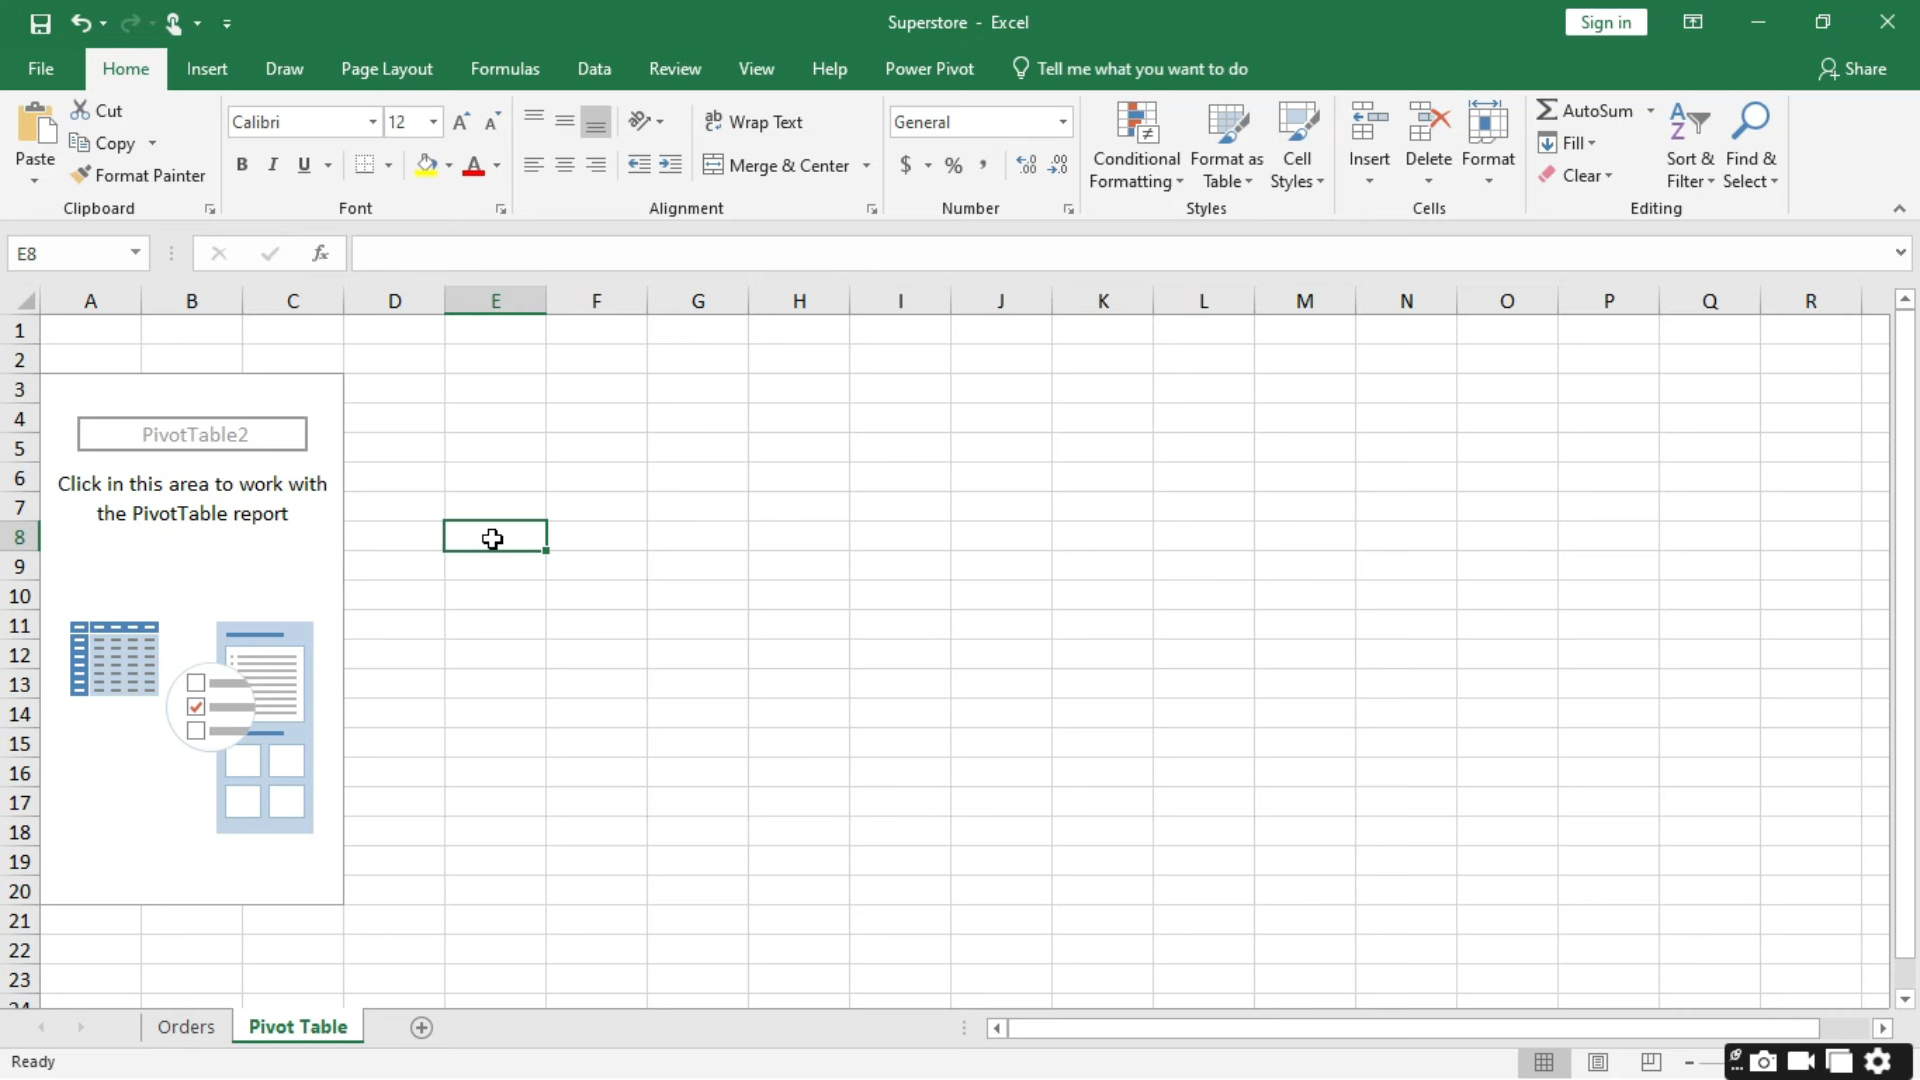 Superstore - Excel
Sign in
File Home Insert Draw Page Layout Formulas Data Review View Help Power Pivot Tell me what you want to do Share
Paste
Cut
Copy
Format Painter
Clipboard
Calibri 12
B I U A
Font
Wrap Text
Merge & Center
Alignment
General
$ % ,
Number
Conditional Formatting
Format as Table
Cell Styles
Styles
Insert Delete Format
Cells
AutoSum
Fill
Clear
Sort & Filter
Find & Select
Editing
E8 fx
A B C D E F G H I J K L M N O P Q R
1
2
3
4
5
6
7
8
9
10
11
12
13
14
15
16
17
18
19
20
21
22
23
24
PivotTable2
Click in this area to work with
the PivotTable report
Orders Pivot Table
Ready